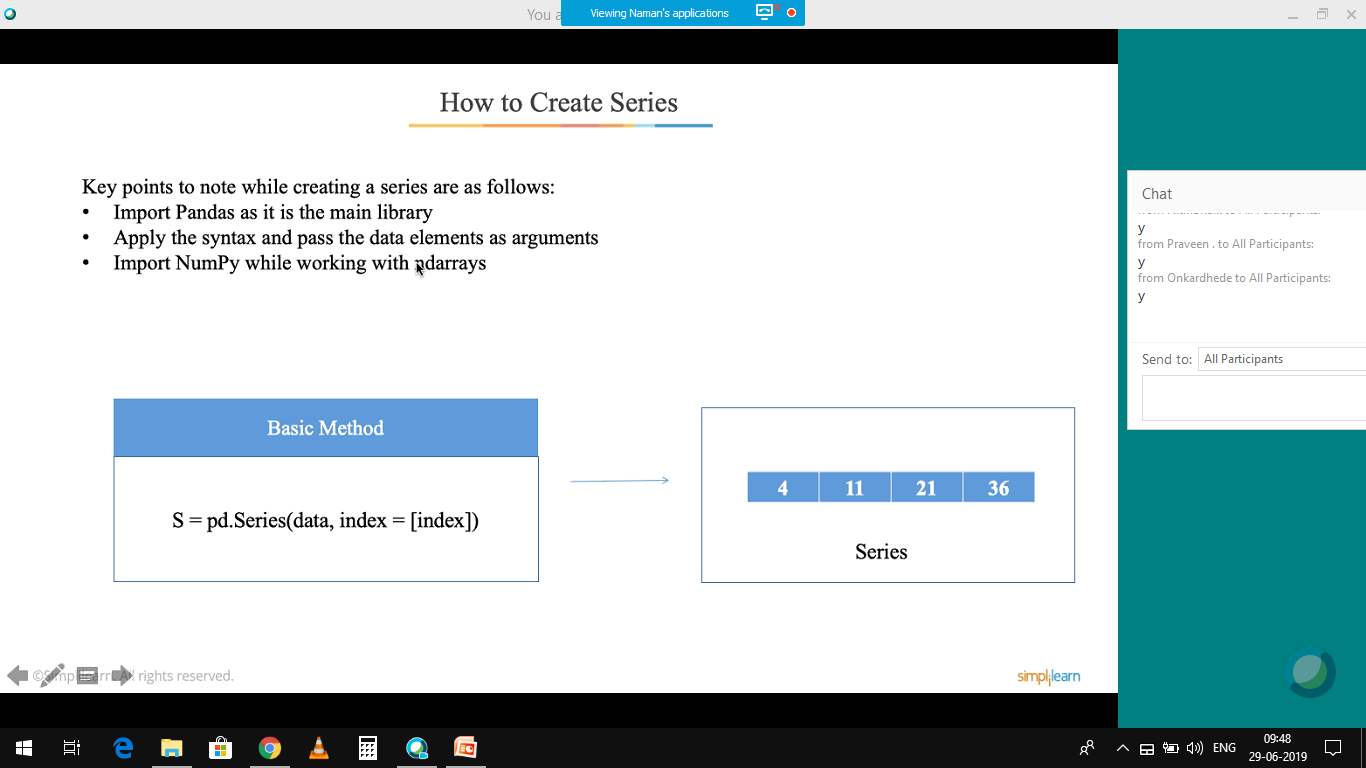 You a
Viewing Naman's applications
How to Create Series
Key points to note while creating a series are as follows:
• Import Pandas as it is the main library
• Apply the syntax and pass the data elements as arguments
• Import NumPy while working with ndarrays
Basic Method
S = pd.Series(data, index = [index])
4 11 21 36
Series
rights reserved.
simplilearn
Chat
y
from Praveen . to All Participants:
y
from Onkardhede to All Participants:
y
Send to: All Participants
ENG
09:48
29-06-2019